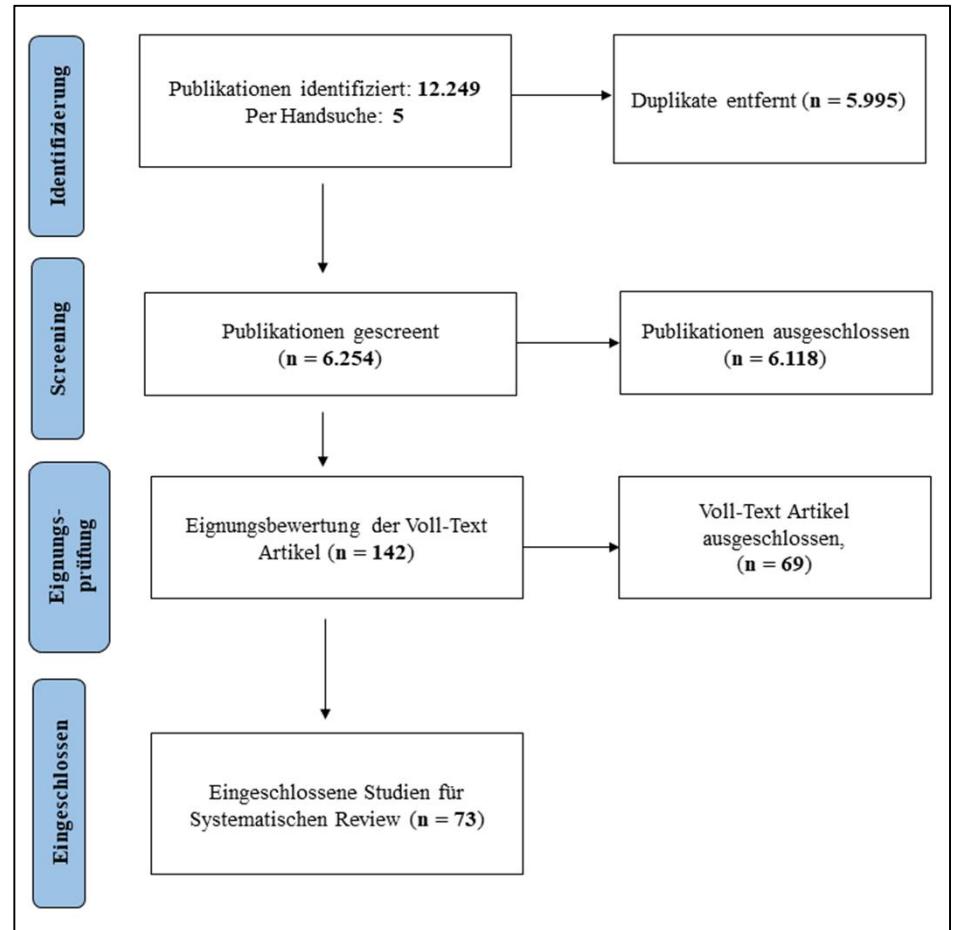 Identifizierung
Publikationen identifiziert: 12.249
Per Handsuche: 5
Duplikate entfernt (n = 5.995)
Screening
Publikationen gescreent
(n = 6.254)
Publikationen ausgeschlossen
(n = 6.118)
Eignungs-
prüfung
Eignungsbewertung der Voll-Text
Artikel (n = 142)
Voll-Text Artikel
ausgeschlossen,
(n = 69)
Eingeschlossen
Eingeschlossene Studien für
Systematischen Review (n = 73)